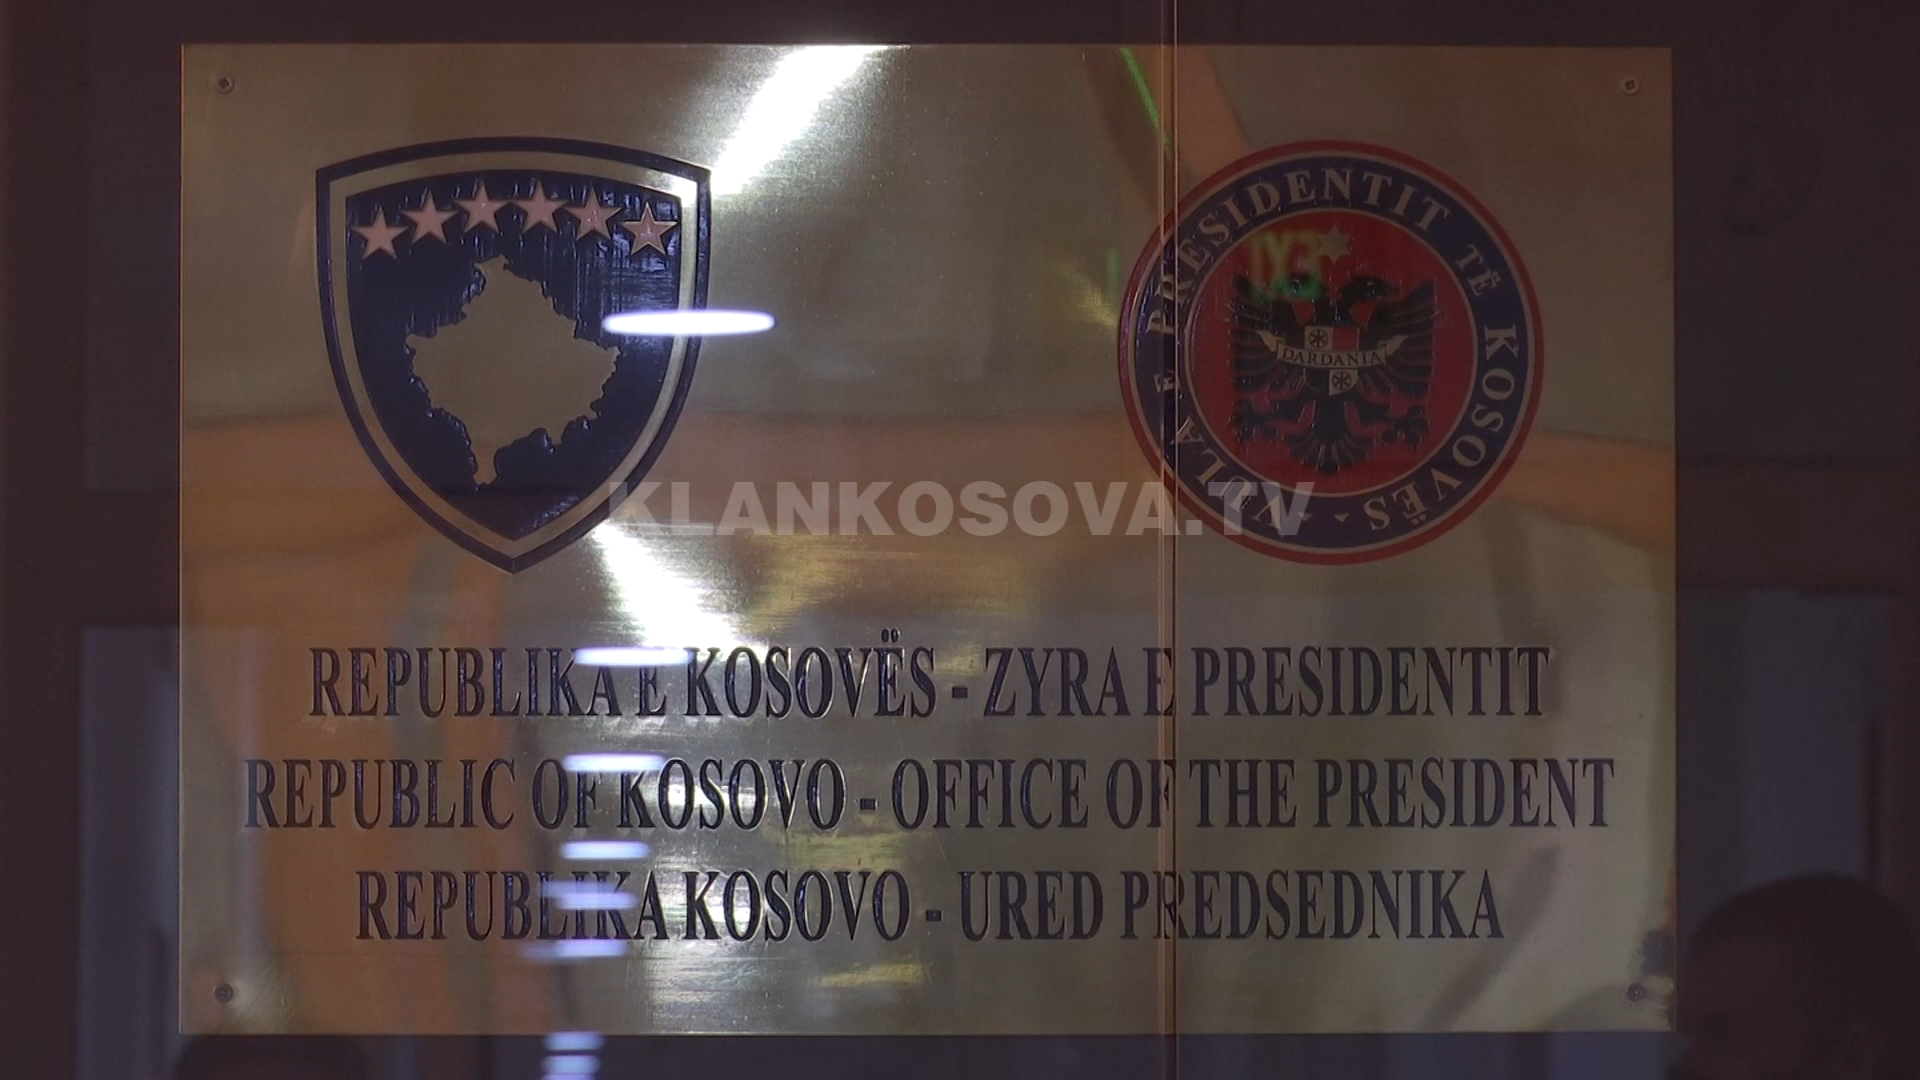 VULA E PRESIDENTIT TË KOSOVËS
DARDANIA
KLANKOSOVA.TV
REPUBLIKA E KOSOVËS - ZYRA E PRESIDENTIT
REPUBLIC OF KOSOVO - OFFICE OF THE PRESIDENT
REPUBLIKA KOSOVO - URED PREDSEDNIKA